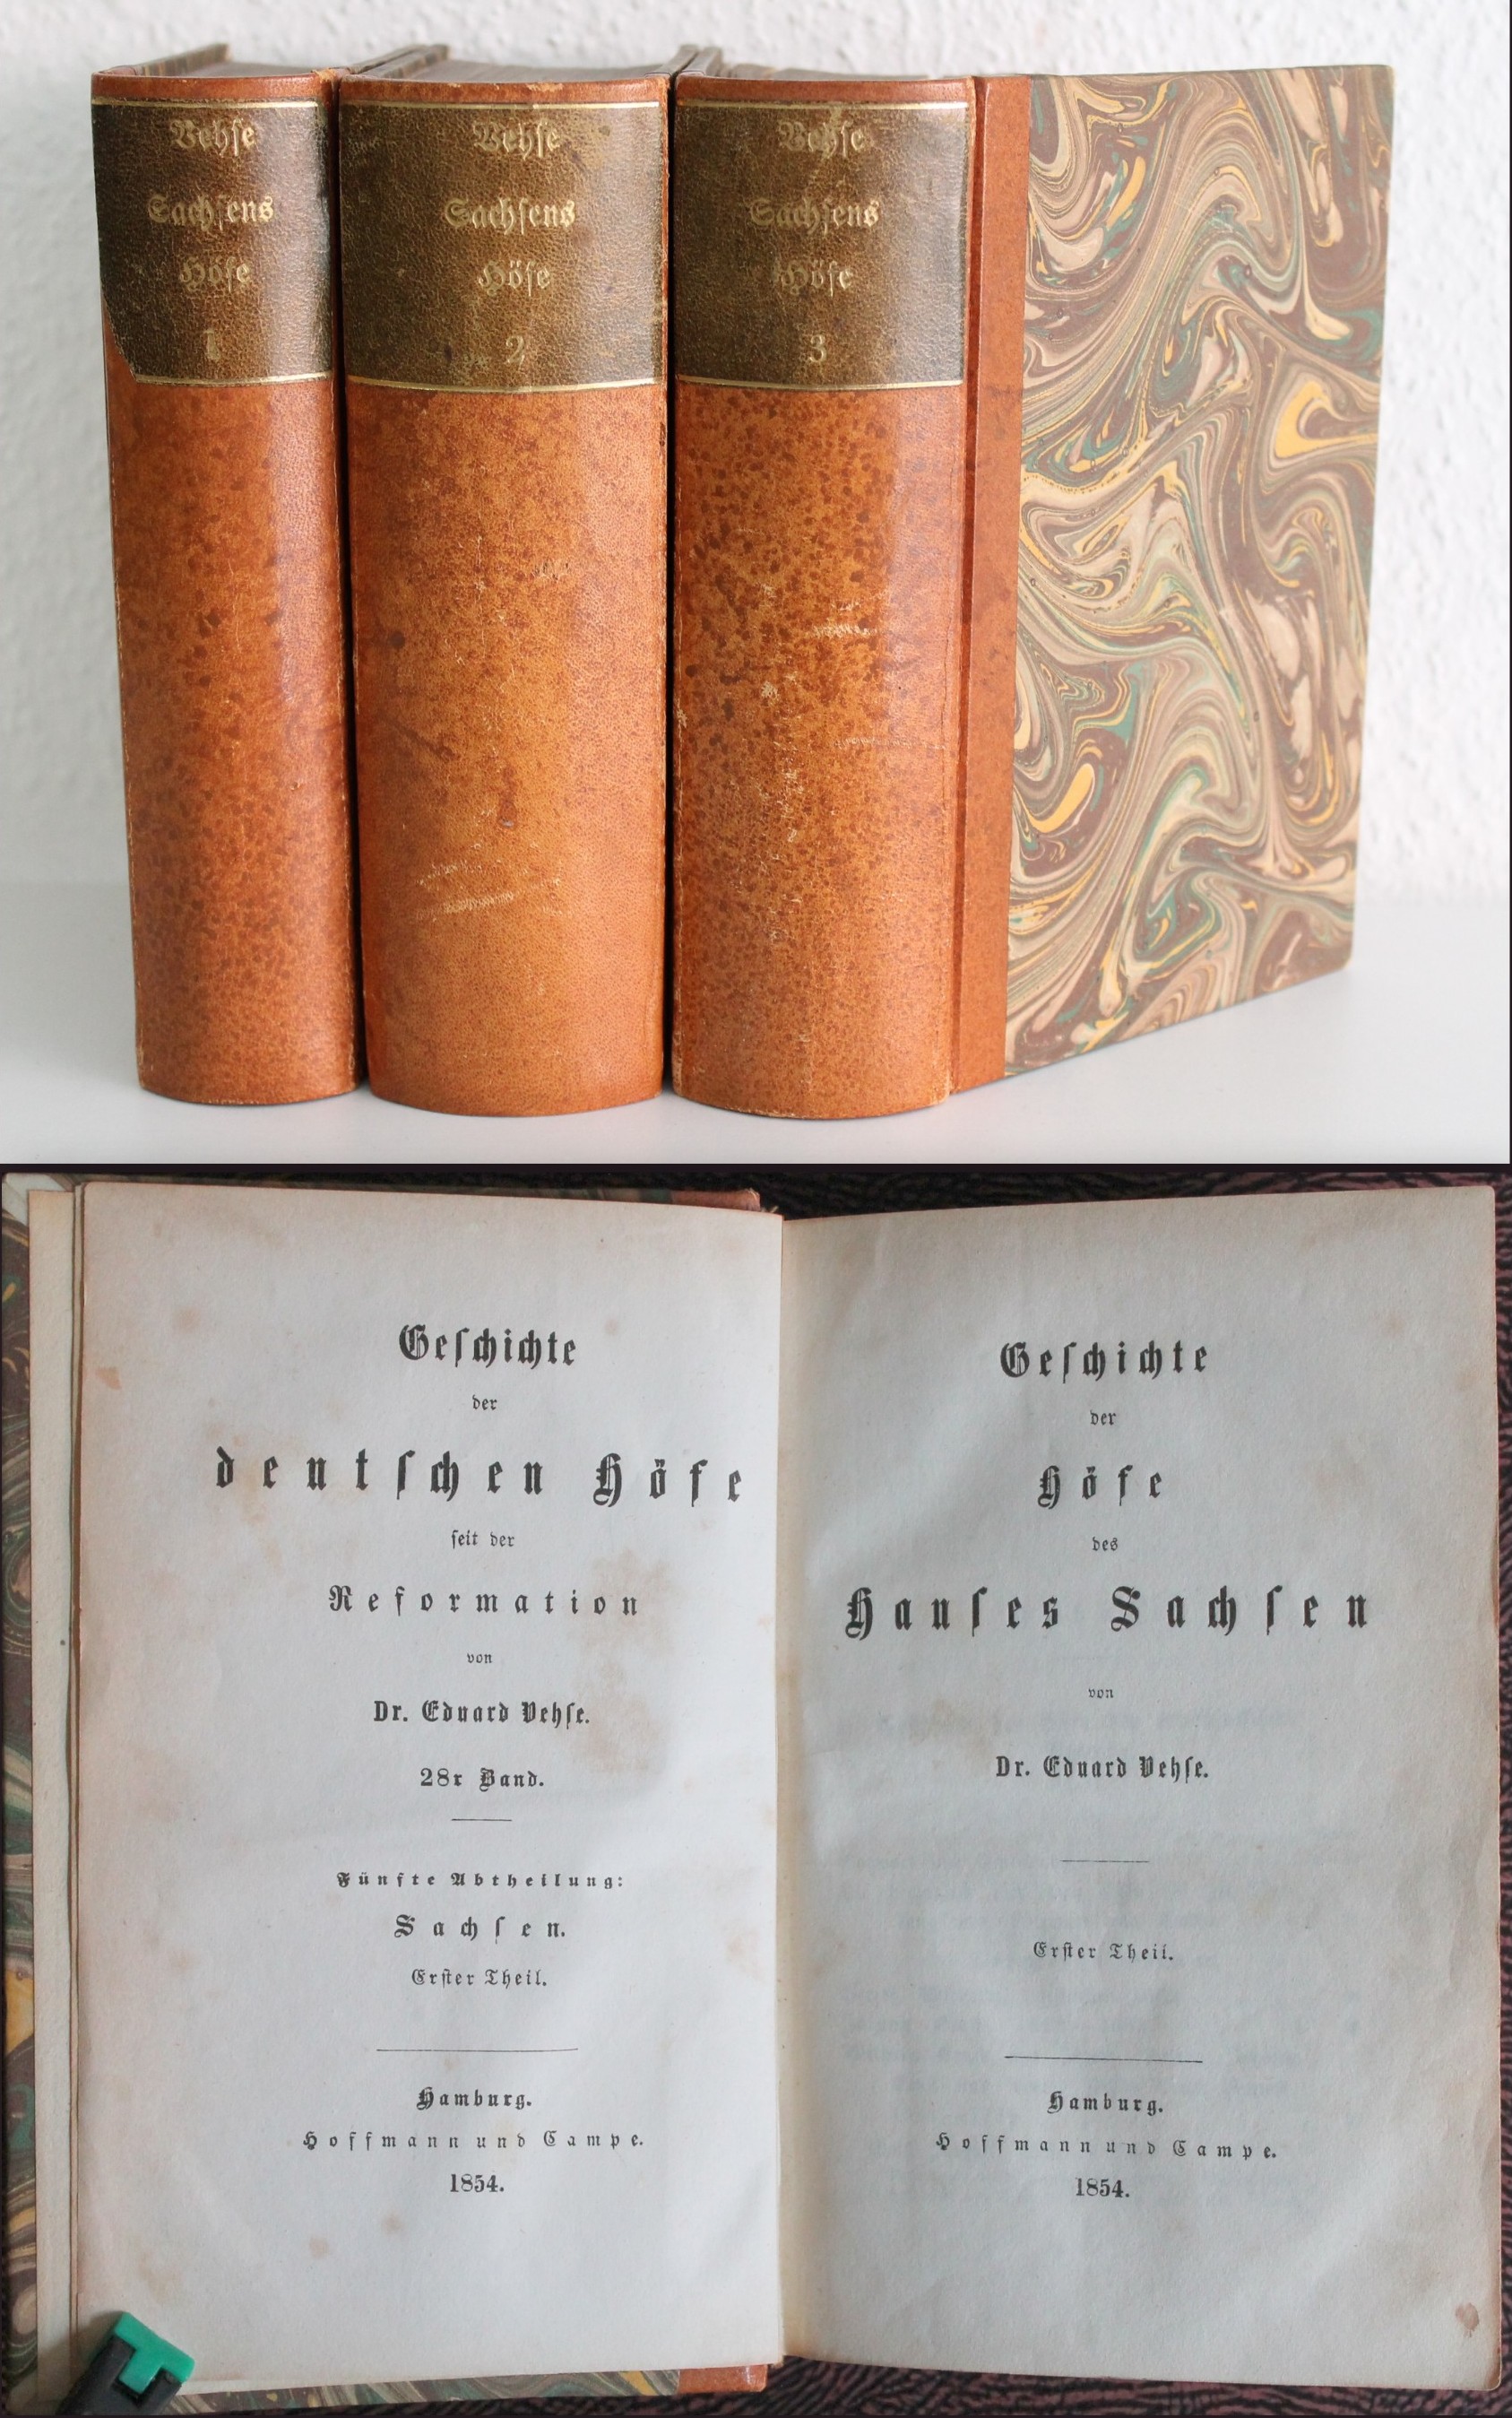 Vehse
Sachsens
Höfe
1
Vehse
Sachsens
Höfe
2
Vehse
Sachsens
Höfe
3
Geschichte
der
deutschen Höfe
seit der
Reformation
von
Dr. Eduard Vehse.
28r Band.
Fünfte Abtheilung:
Sachsen.
Erster Theil.
Hamburg.
Hoffmann und Campe.
1854.
Geschichte
der
Höfe
des
Hauses Sachsen
von
Dr. Eduard Vehse.
Erster Theil.
Hamburg.
Hoffmann und Campe.
1854.